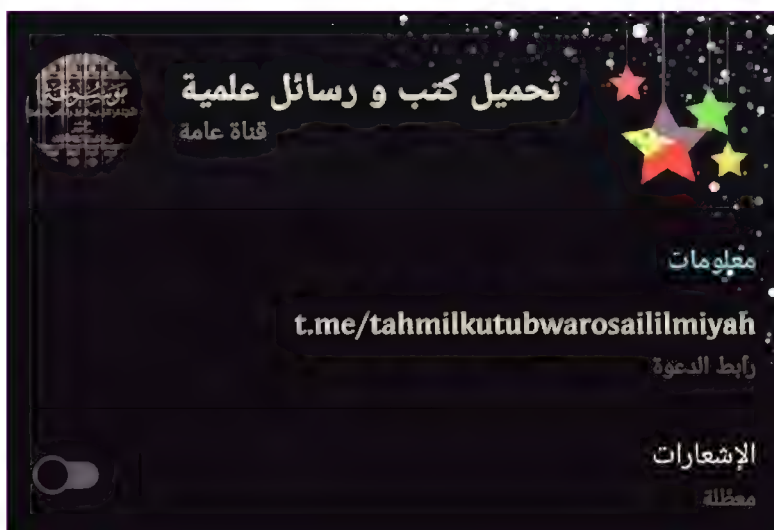 تحميل كتب و رسائل علمية
قناة عامة
معلومات
t.me/tahmilkutubwarosaililmiyah
رابط الدعوة
الإشعارات
معطلة